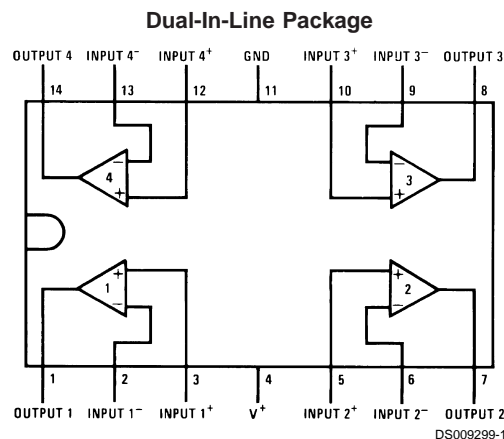 Dual-In-Line Package
OUTPUT 4 INPUT 4⁻ INPUT 4⁺ GND INPUT 3⁺ INPUT 3⁻ OUTPUT 3
14 13 12 11 10 9 8
− −
4 3
+ +
+ +
1 2
− −
1 2 3 4 5 6 7
OUTPUT 1 INPUT 1⁻ INPUT 1⁺ V⁺ INPUT 2⁺ INPUT 2⁻ OUTPUT 2
DS009299-1